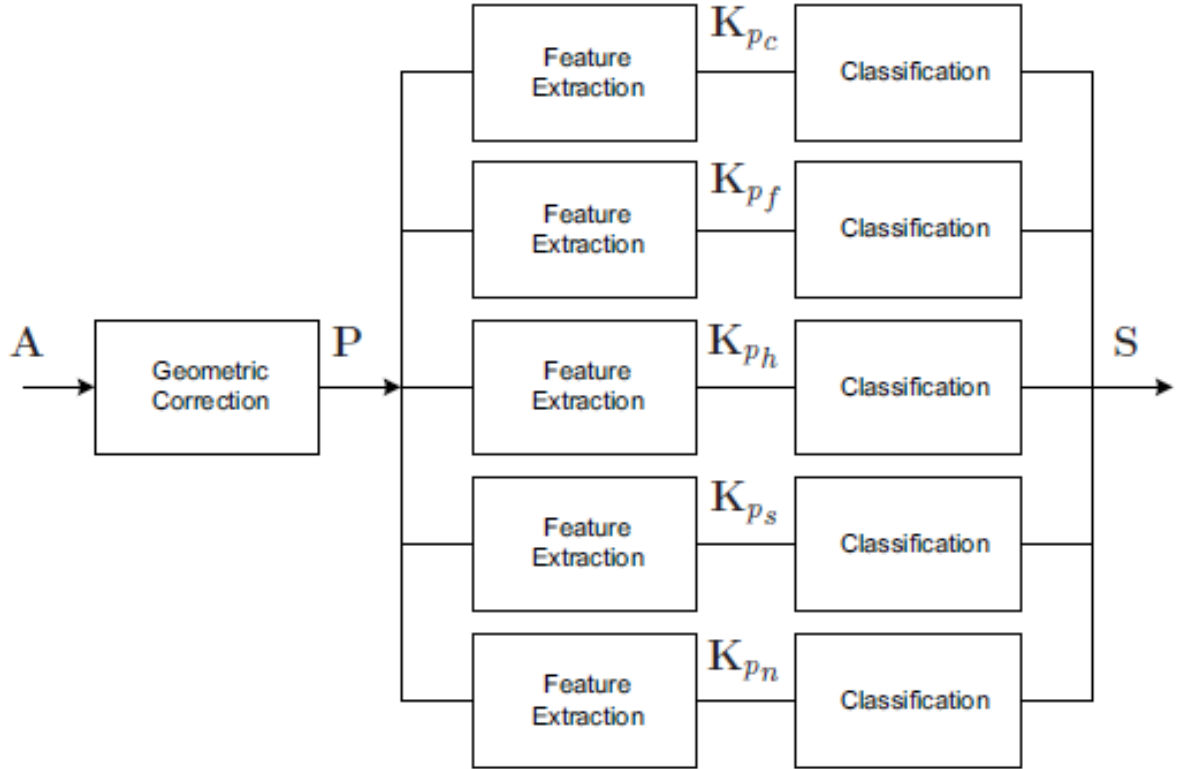 K_{p_c}
Feature
Extraction
Classification
K_{p_f}
Feature
Extraction
Classification
A
Geometric
Correction
P
K_{p_h}
Feature
Extraction
Classification
S
K_{p_s}
Feature
Extraction
Classification
K_{p_n}
Feature
Extraction
Classification